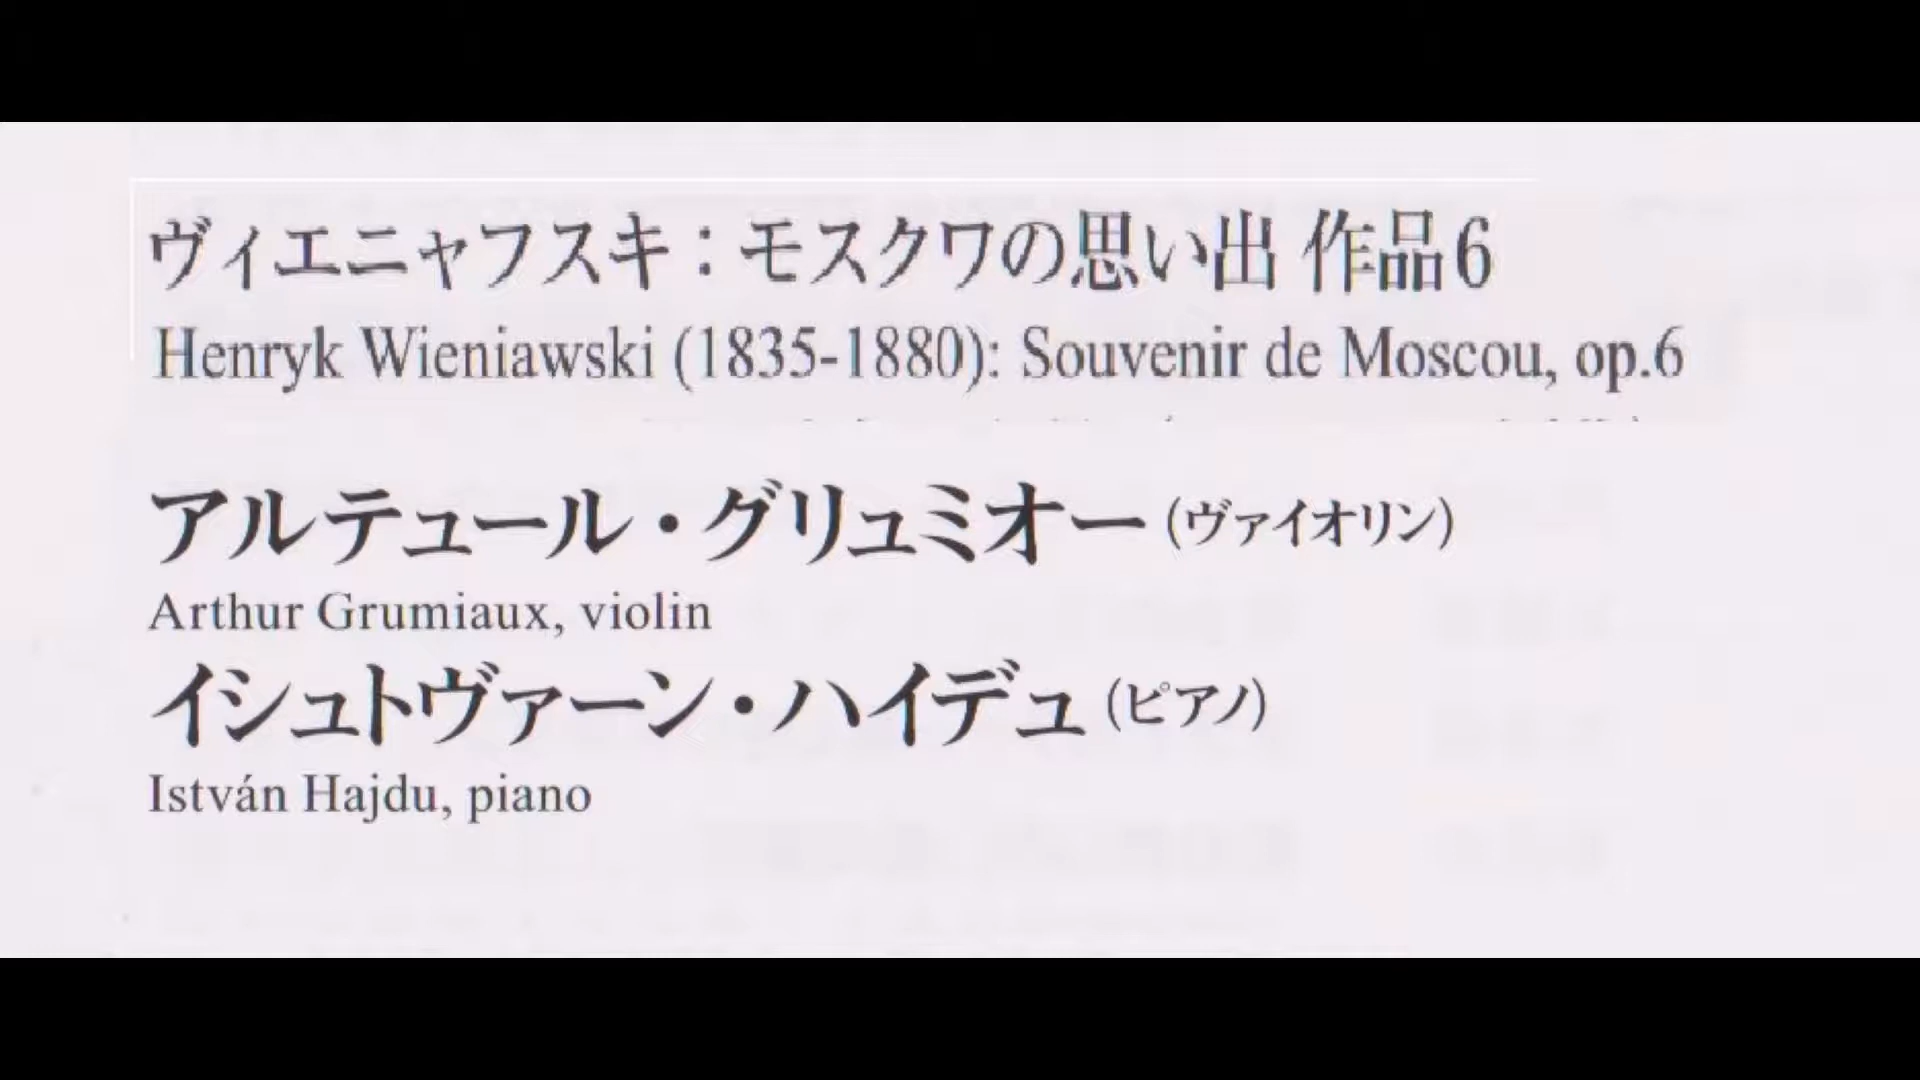 ヴィエニャフスキ：モスクワの思い出 作品6
Henryk Wieniawski (1835-1880): Souvenir de Moscou, op.6
アルテュール・グリュミオー（ヴァイオリン）
Arthur Grumiaux, violin
イシュトヴァーン・ハイデュ（ピアノ）
István Hajdu, piano